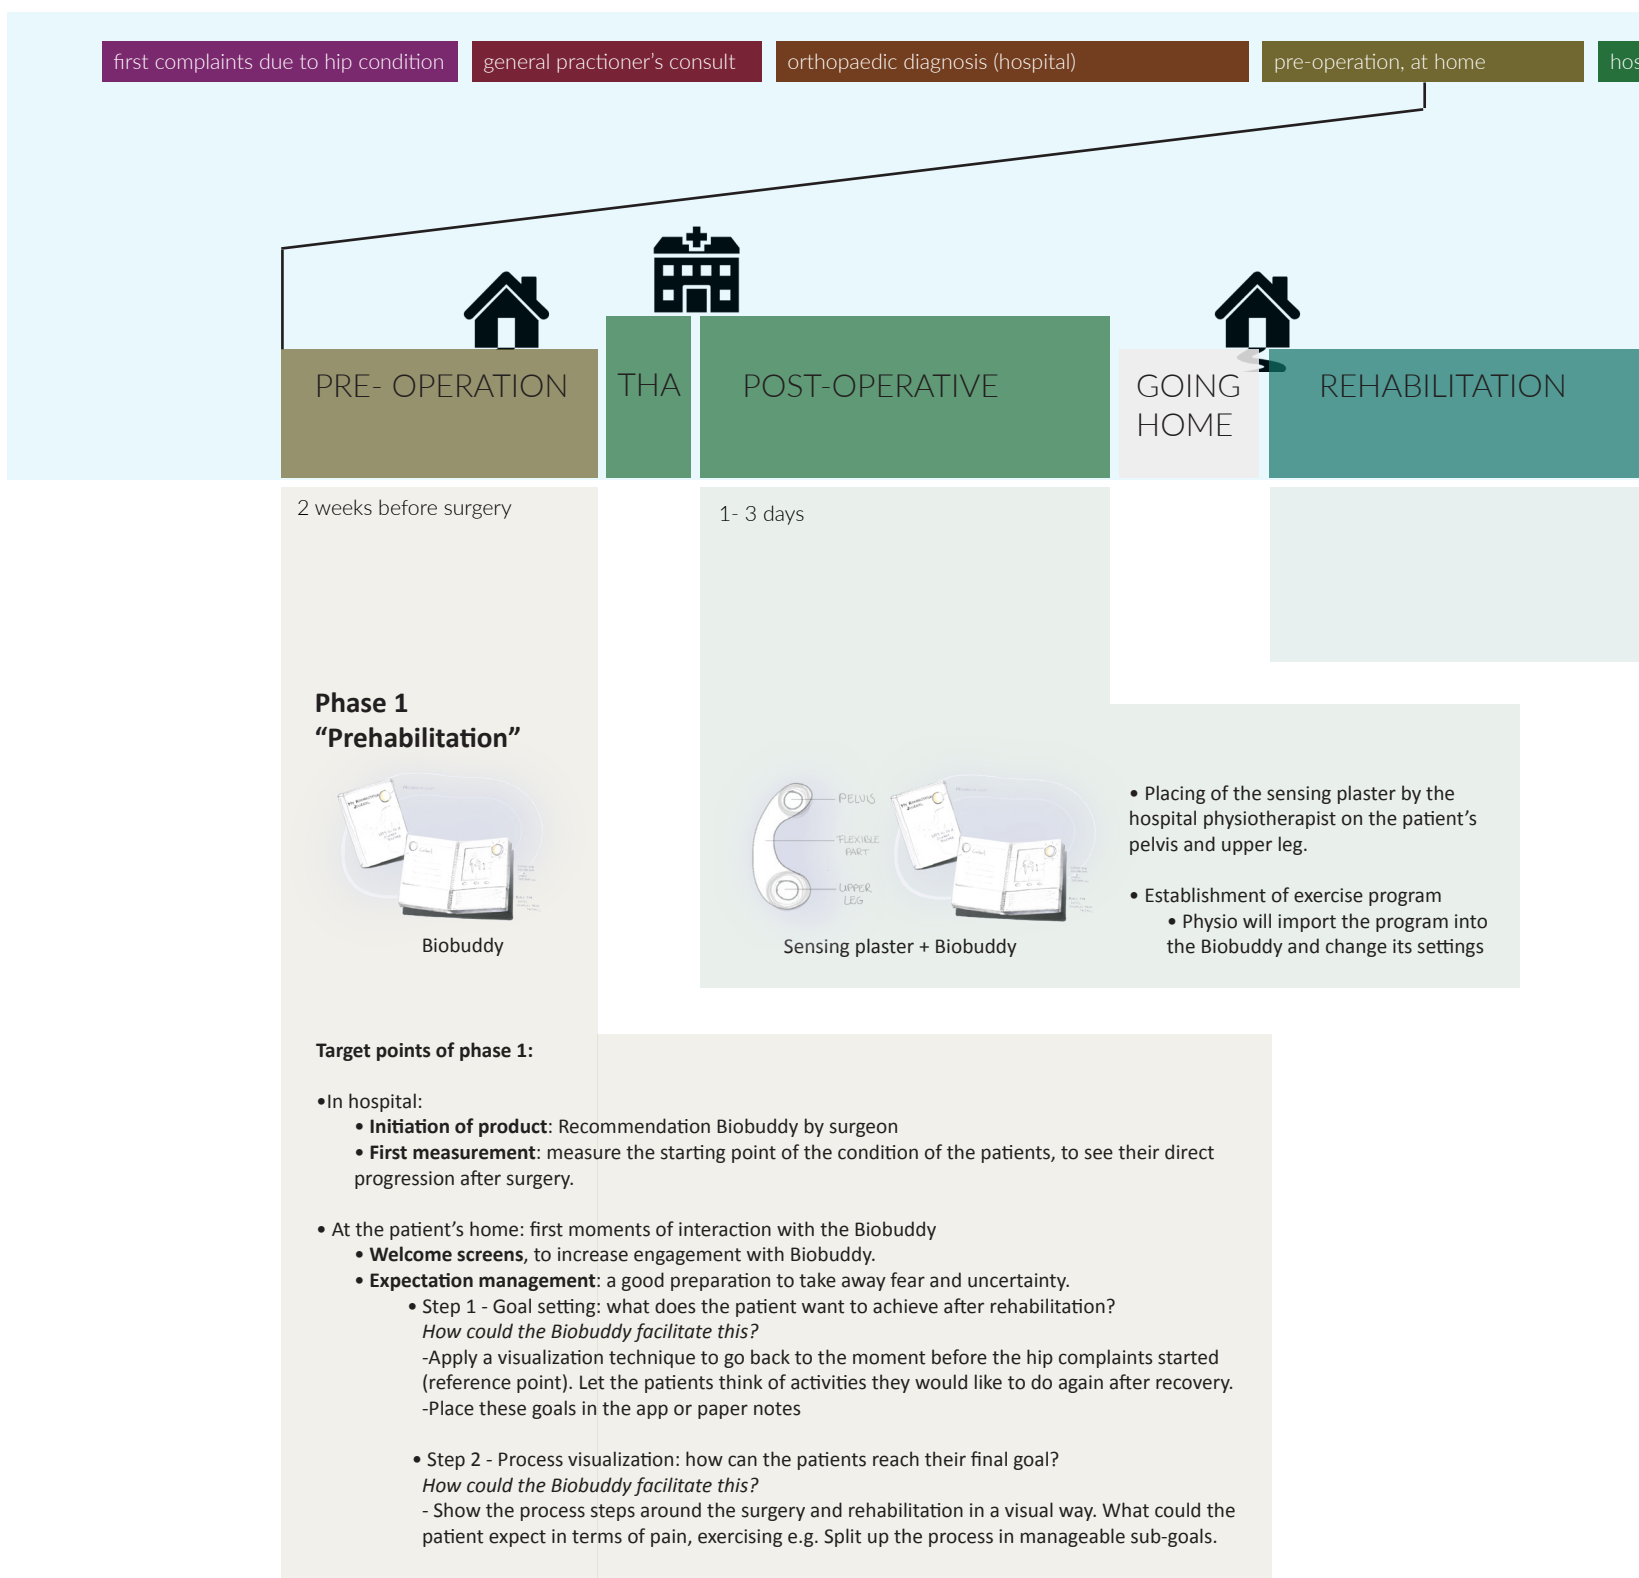 first complaints due to hip condition
general practioner's consult
orthopaedic diagnosis (hospital)
pre-operation, at home
hos
PRE- OPERATION
THA
POST-OPERATIVE
GOING
HOME
REHABILITATION
2 weeks before surgery
1- 3 days
Phase 1
“Prehabilitation”
Biobuddy
PELVIS
FLEXIBLE
PART
UPPER
LEG
Sensing plaster + Biobuddy
• Placing of the sensing plaster by the
hospital physiotherapist on the patient’s
pelvis and upper leg.
• Establishment of exercise program
• Physio will import the program into
the Biobuddy and change its settings
Target points of phase 1:
•In hospital:
• Initiation of product: Recommendation Biobuddy by surgeon
• First measurement: measure the starting point of the condition of the patients, to see their direct
progression after surgery.
• At the patient’s home: first moments of interaction with the Biobuddy
• Welcome screens, to increase engagement with Biobuddy.
• Expectation management: a good preparation to take away fear and uncertainty.
• Step 1 - Goal setting: what does the patient want to achieve after rehabilitation?
How could the Biobuddy facilitate this?
-Apply a visualization technique to go back to the moment before the hip complaints started
(reference point). Let the patients think of activities they would like to do again after recovery.
-Place these goals in the app or paper notes
• Step 2 - Process visualization: how can the patients reach their final goal?
How could the Biobuddy facilitate this?
- Show the process steps around the surgery and rehabilitation in a visual way. What could the
patient expect in terms of pain, exercising e.g. Split up the process in manageable sub-goals.